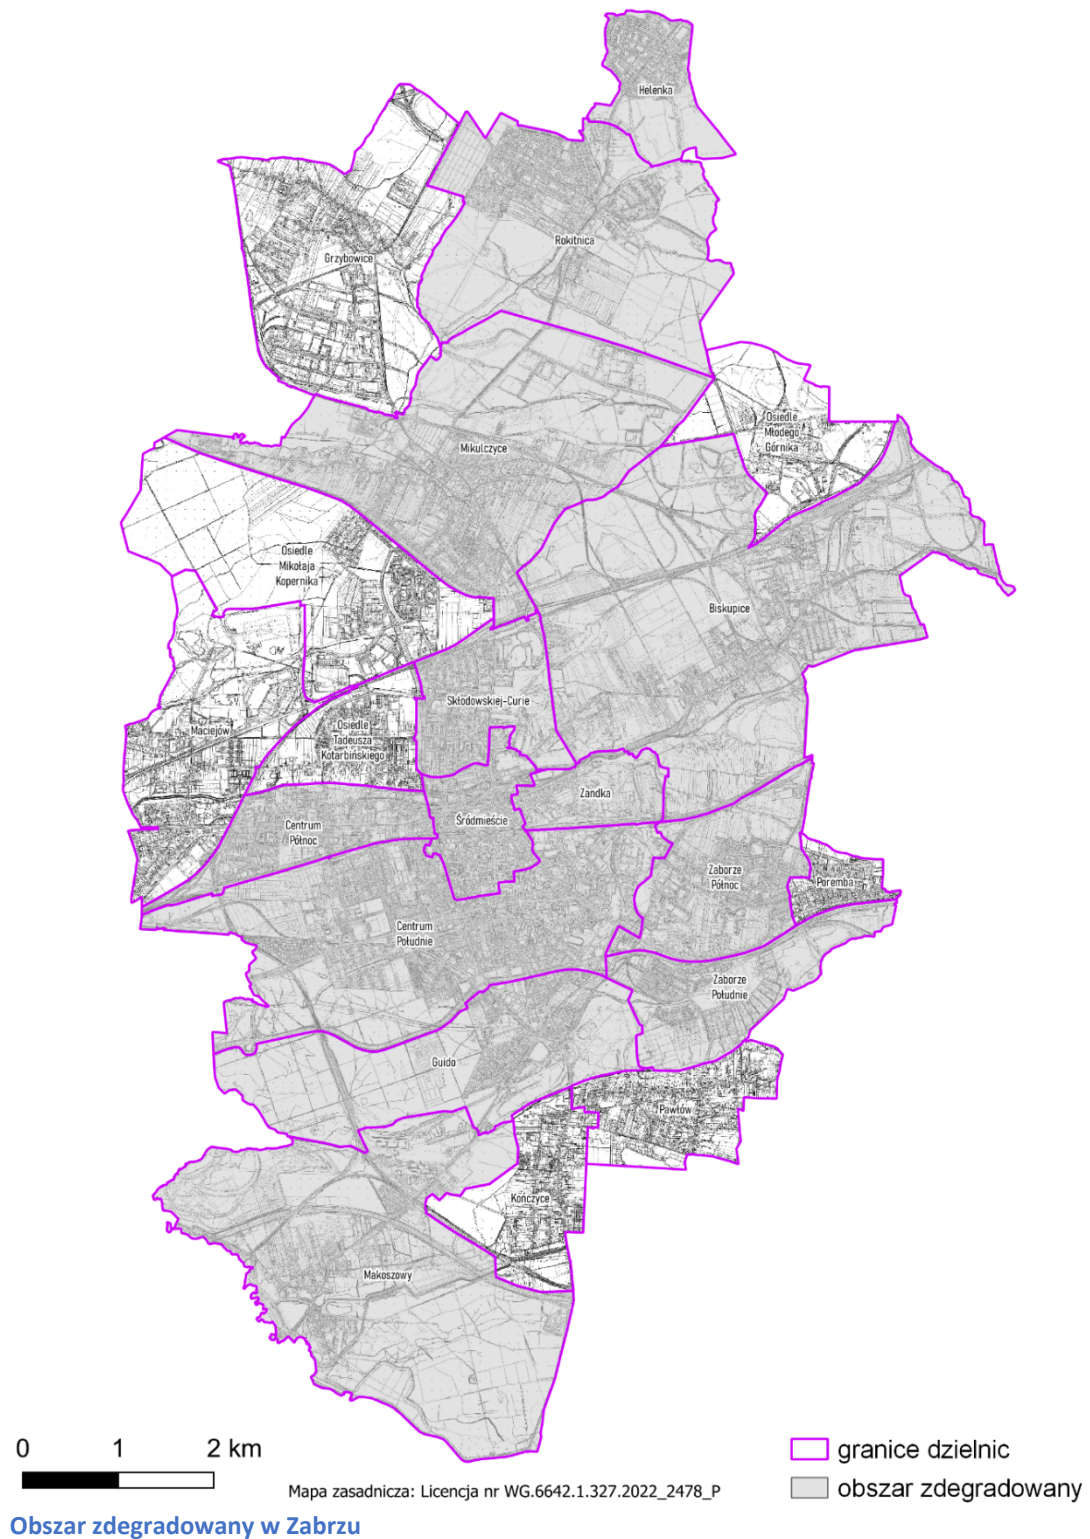 Helenka
Rokitnica
Grzybowice
Osiedle
Młodego
Górnika
Mikulczyce
Osiedle
Mikołaja
Kopernika
Biskupice
Skłodowskiej-Curie
Maciejów
Osiedle
Tadeusza
Kotarbińskiego
Zandka
Śródmieście
Centrum
Północ
Zaborze
Północ
Poremba
Centrum
Południe
Zaborze
Południe
Guido
Pawłów
Kończyce
Makoszowy
0 1 2 km
granice dzielnic
obszar zdegradowany
Mapa zasadnicza: Licencja nr WG.6642.1.327.2022_2478_P
Obszar zdegradowany w Zabrzu